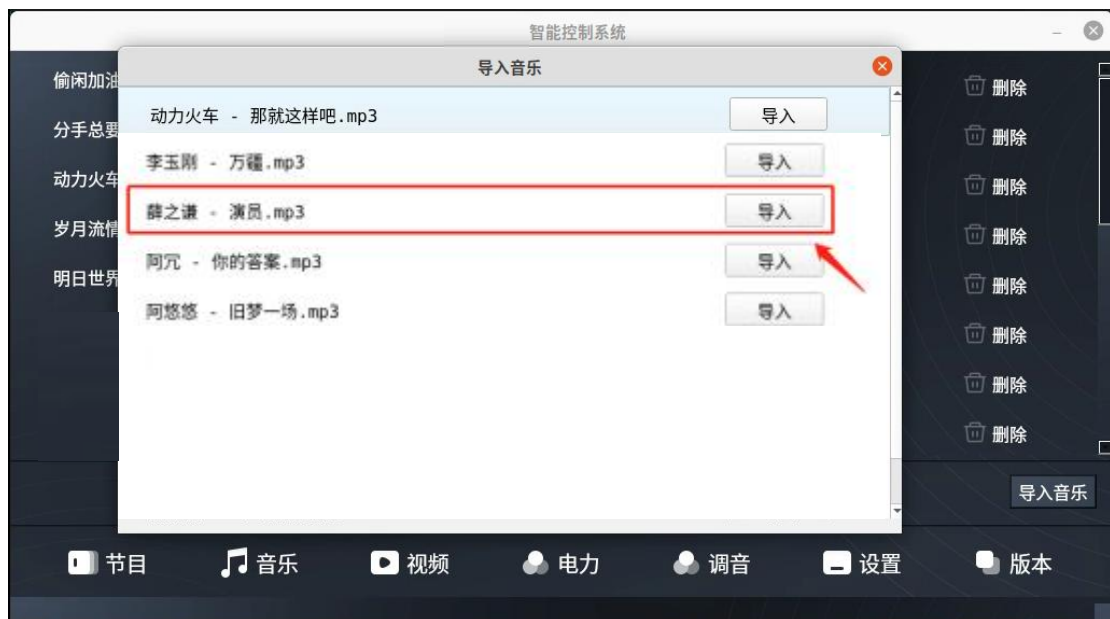 智能控制系统
导入音乐
偷闲加油
分手总要
动力火车
岁月流情
明日世界
动力火车 - 那就这样吧.mp3 导入
李玉刚 - 万疆.mp3 导入
薛之谦 - 演员.mp3 导入
阿冗 - 你的答案.mp3 导入
阿悠悠 - 旧梦一场.mp3 导入
删除
删除
删除
删除
删除
删除
删除
删除
导入音乐
节目 音乐 视频 电力 调音 设置 版本